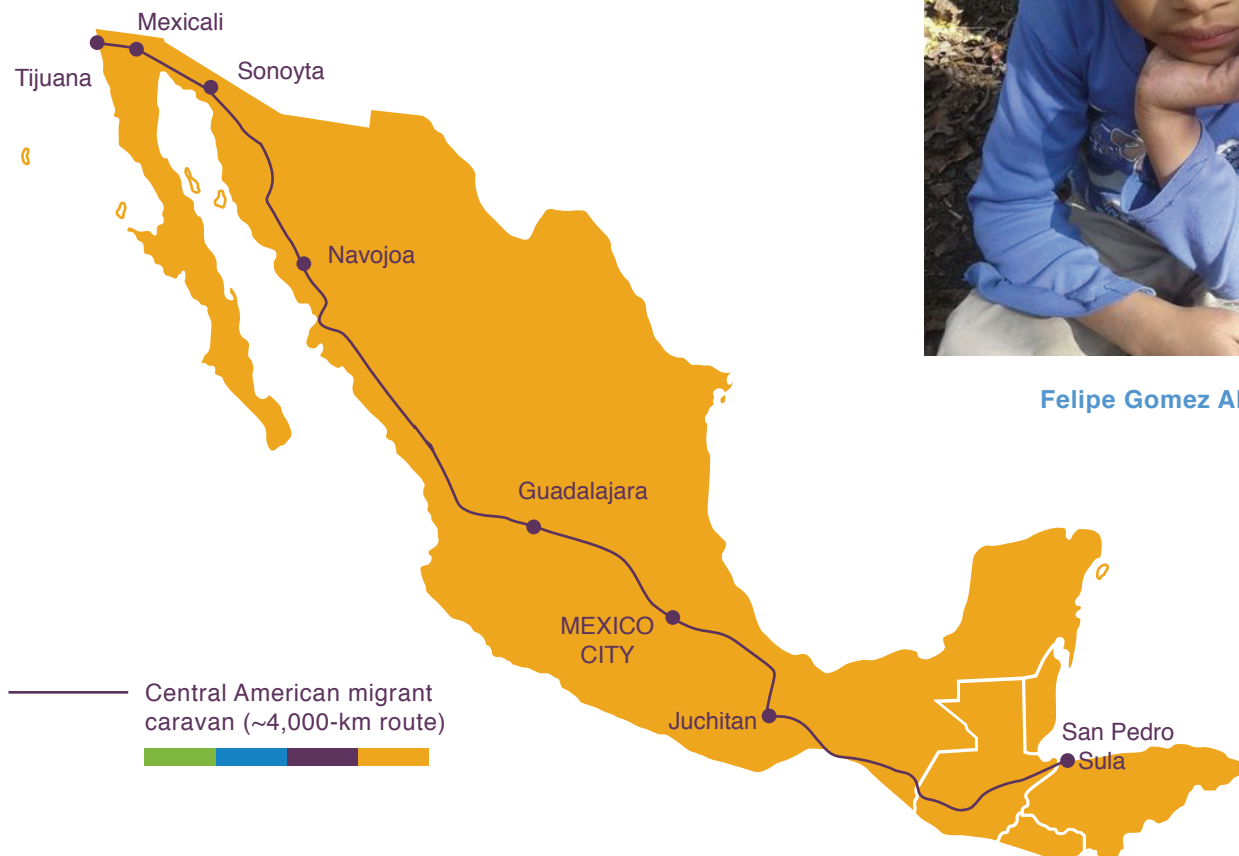 Mexicali
Tijuana
Sonoyta
Navojoa
Felipe Gomez
Guadalajara
MEXICO
CITY
Central American migrant
caravan (~4,000-km route)
Juchitan
San Pedro
Sula